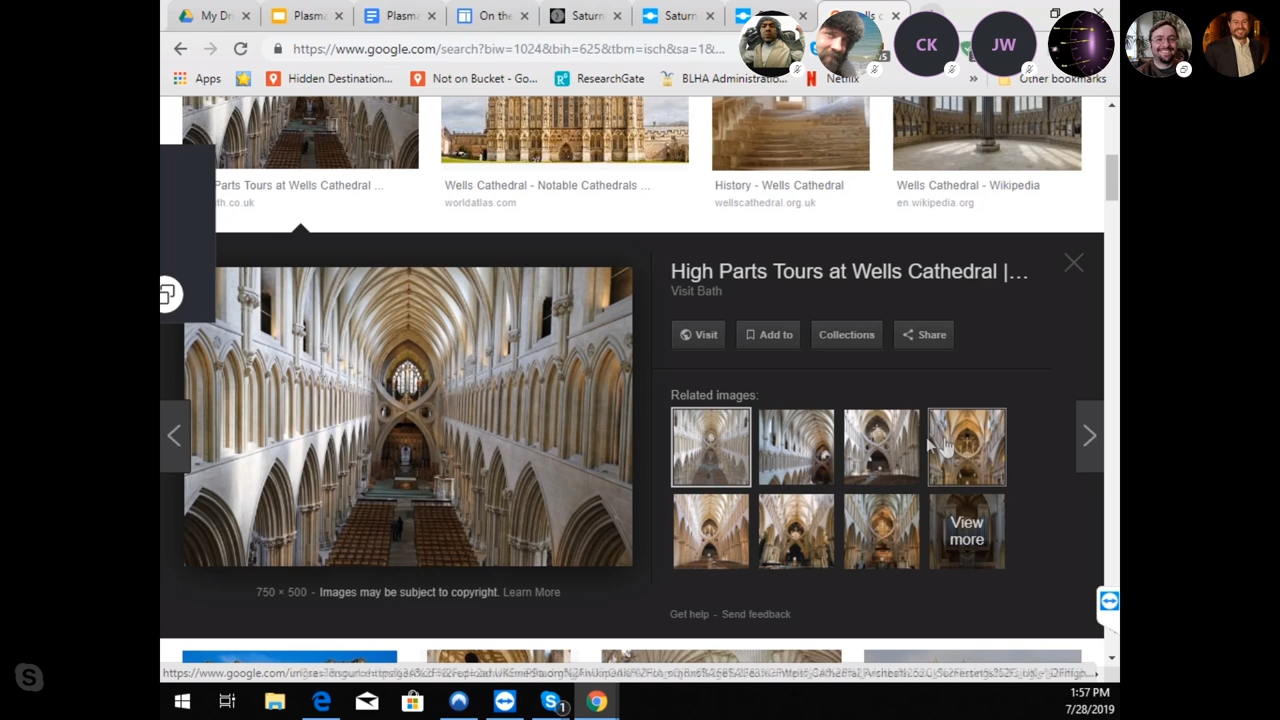 My Dri
Plasma
Plasma
On the
Saturn
Saturn
https://www.google.com/search?biw=1024&bih=625&tbm=isch&sa=1&...
CK
JW
Apps
Hidden Destination...
Not on Bucket - Go...
ResearchGate
BLHA Administratio...
Netflix
»
Other bookmarks
Parts Tours at Wells Cathedral ...
th.co.uk
Wells Cathedral - Notable Cathedrals ...
worldatlas.com
History - Wells Cathedral
wellscathedral.org.uk
Wells Cathedral - Wikipedia
en.wikipedia.org
High Parts Tours at Wells Cathedral |...
Visit Bath
Visit
Add to
Collections
Share
Related images:
View
more
750 × 500 - Images may be subject to copyright. Learn More
Get help - Send feedback
1:57 PM
7/28/2019